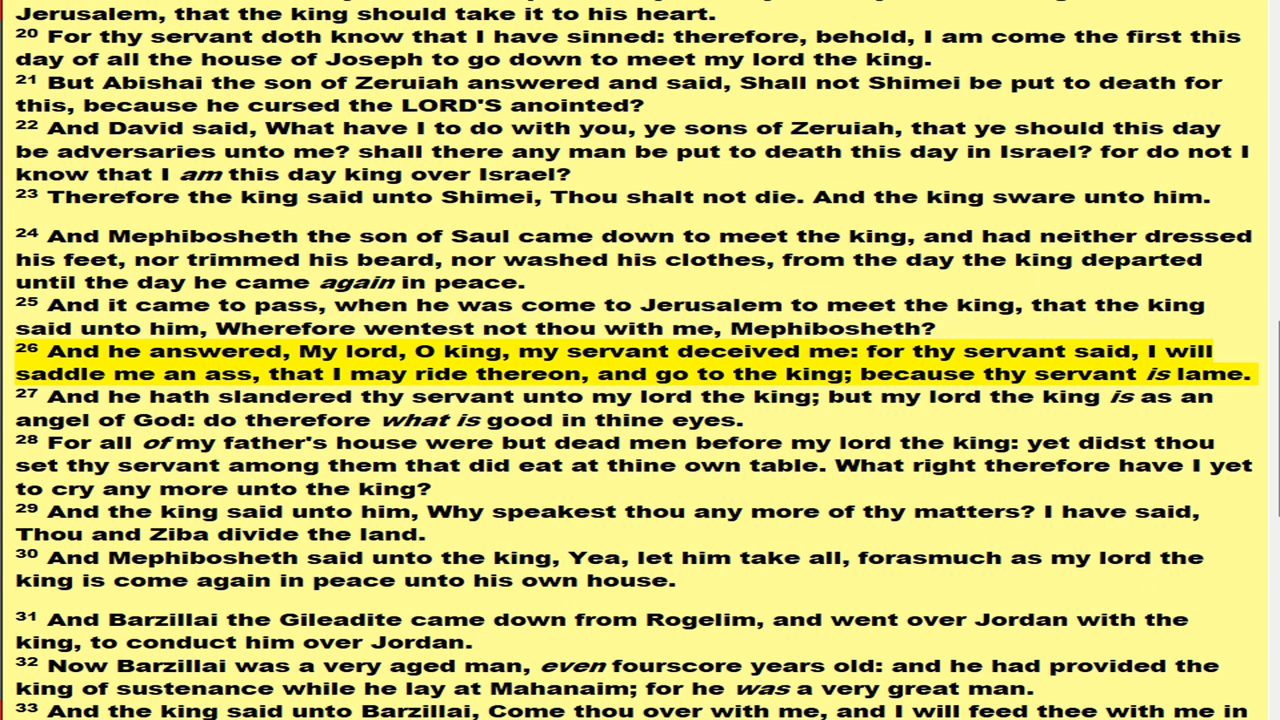 Jerusalem, that the king should take it to his heart.
20 For thy servant doth know that I have sinned: therefore, behold, I am come the first this
day of all the house of Joseph to go down to meet my lord the king.
21 But Abishai the son of Zeruiah answered and said, Shall not Shimei be put to death for
this, because he cursed the LORD'S anointed?
22 And David said, What have I to do with you, ye sons of Zeruiah, that ye should this day
be adversaries unto me? shall there any man be put to death this day in Israel? for do not I
know that I am this day king over Israel?
23 Therefore the king said unto Shimei, Thou shalt not die. And the king sware unto him.
24 And Mephibosheth the son of Saul came down to meet the king, and had neither dressed
his feet, nor trimmed his beard, nor washed his clothes, from the day the king departed
until the day he came again in peace.
25 And it came to pass, when he was come to Jerusalem to meet the king, that the king
said unto him, Wherefore wentest not thou with me, Mephibosheth?
26 And he answered, My lord, O king, my servant deceived me: for thy servant said, I will
saddle me an ass, that I may ride thereon, and go to the king; because thy servant is lame.
27 And he hath slandered thy servant unto my lord the king; but my lord the king is as an
angel of God: do therefore what is good in thine eyes.
28 For all of my father's house were but dead men before my lord the king: yet didst thou
set thy servant among them that did eat at thine own table. What right therefore have I yet
to cry any more unto the king?
29 And the king said unto him, Why speakest thou any more of thy matters? I have said,
Thou and Ziba divide the land.
30 And Mephibosheth said unto the king, Yea, let him take all, forasmuch as my lord the
king is come again in peace unto his own house.
31 And Barzillai the Gileadite came down from Rogelim, and went over Jordan with the
king, to conduct him over Jordan.
32 Now Barzillai was a very aged man, even fourscore years old: and he had provided the
king of sustenance while he lay at Mahanaim; for he was a very great man.
33 And the king said unto Barzillai, Come thou over with me, and I will feed thee with me in